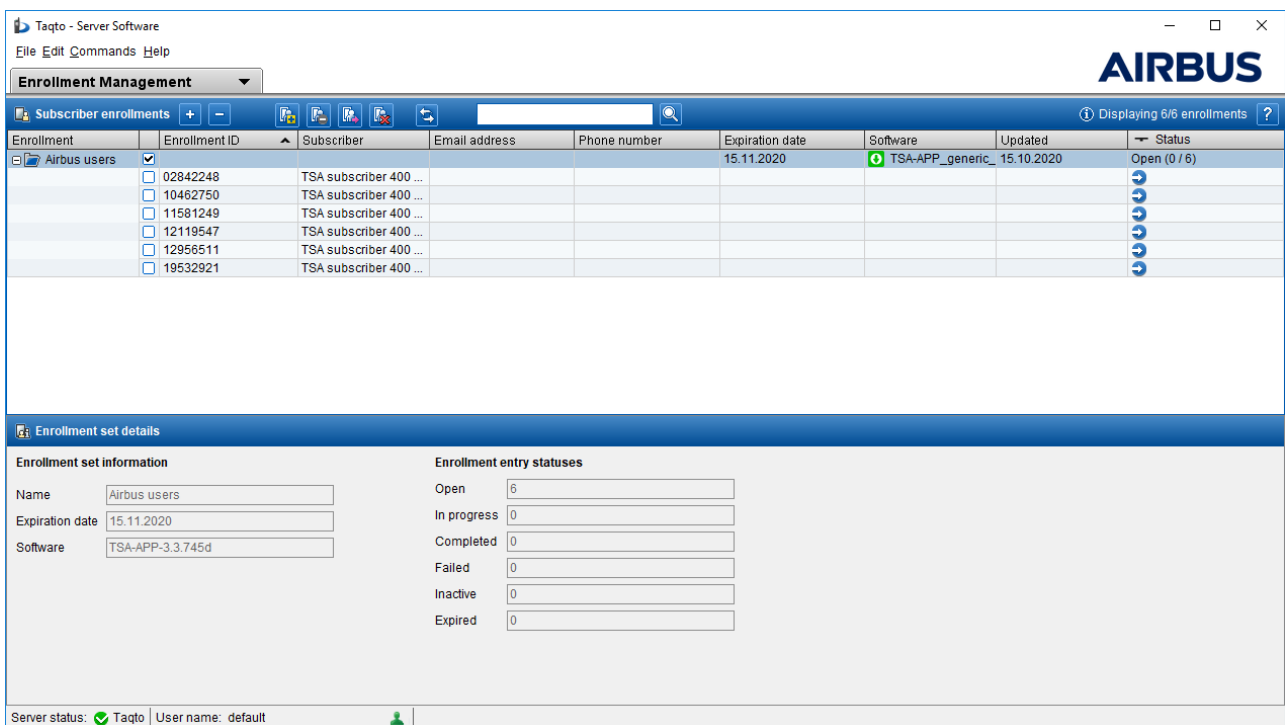 Taqto - Server Software
File Edit Commands Help
AIRBUS
Enrollment Management
Subscriber enrollments + − Displaying 6/6 enrollments ?
Enrollment Enrollment ID Subscriber Email address Phone number Expiration date Software Updated Status
Airbus users 15.11.2020 TSA-APP_generic_ 15.10.2020 Open (0 / 6)
02842248 TSA subscriber 400 ...
10462750 TSA subscriber 400 ...
11581249 TSA subscriber 400 ...
12119547 TSA subscriber 400 ...
12956511 TSA subscriber 400 ...
19532921 TSA subscriber 400 ...
Enrollment set details
Enrollment set information Enrollment entry statuses
Name Airbus users Open 6
Expiration date 15.11.2020 In progress 0
Software TSA-APP-3.3.745d Completed 0
Failed 0
Inactive 0
Expired 0
Server status: Taqto User name: default